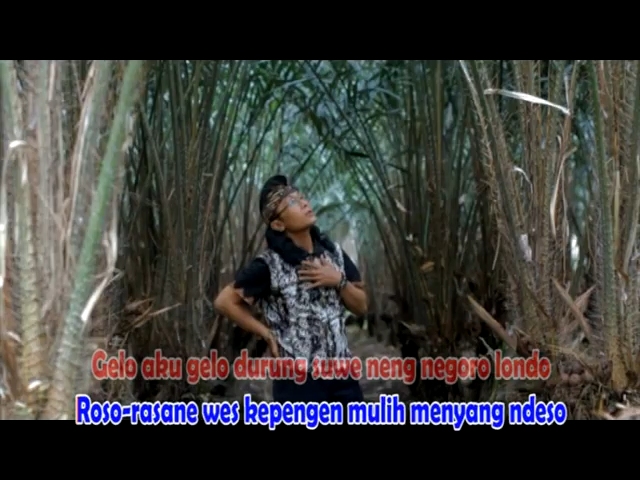 Gelo aku gelo durung suwe neng negoro londo
Roso-rasane wes kepengen mulih menyang ndeso